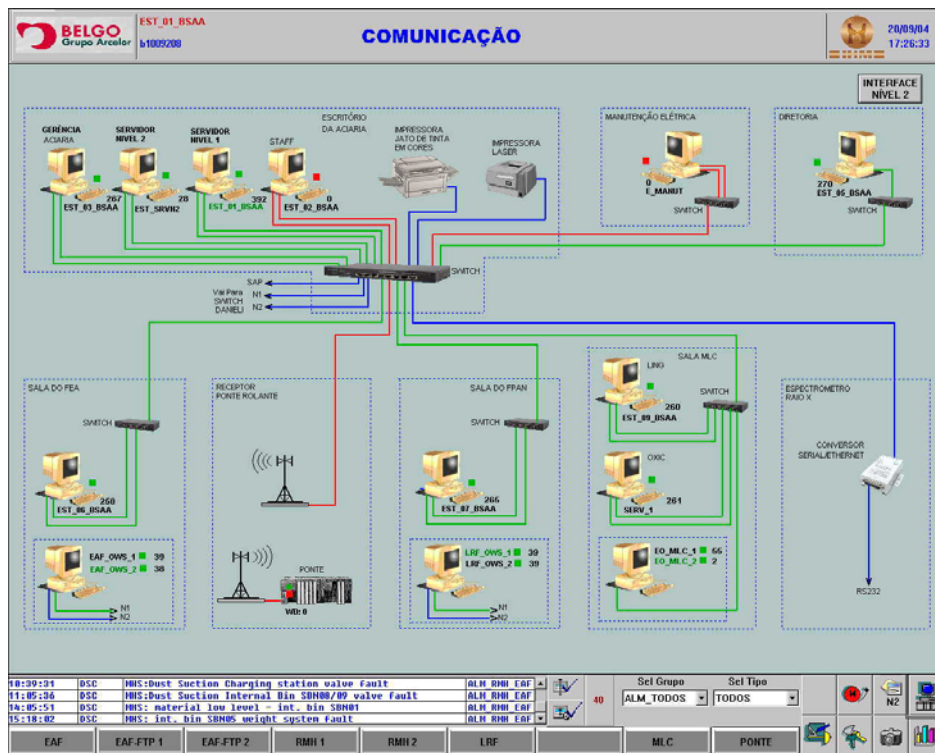 BELGO
Grupo Arcelor
EST_01_BSAA
b1009208
COMUNICAÇÃO
20/09/04
17:26:33
INTERFACE
NÍVEL 2
GERÊNCIA
ACIARIA
SERVIDOR
NIVEL 2
SERVIDOR
NIVEL 1
STAFF
ESCRITÓRIO
DA ACIARIA
IMPRESSORA
JATO DE TINTA
EM CORES
IMPRESSORA
LASER
MANUTENÇÃO ELÉTRICA
DIRETORIA
267
EST_03_BSAA
28
EST_SRVN2
392
EST_01_BSAA
0
EST_02_BSAA
0
E_MANUT
SWITCH
270
EST_05_BSAA
SWITCH
SWITCH
SAP
Vai Para
SWITCH
DANIELI
N1
N2
SALA DO FEA
SWITCH
250
EST_06_BSAA
EAF_OWS_1 39
EAF_OWS_2 38
N1
N2
RECEPTOR
PONTE ROLANTE
PONTE
WD: 0
SALA DO FPAN
SWITCH
266
EST_07_BSAA
LRF_OWS_1 39
LRF_OWS_2 39
N1
N2
SALA MLC
LING
SWITCH
260
EST_09_BSAA
OXIC
261
SERV_1
EO_MLC_1 66
EO_MLC_2 2
ESPECTROMETRO
RAIO X
CONVERSOR
SERIAL/ETHERNET
RS232
10:39:31 DSC MHS:Dust Suction Charging station valve fault ALM_RMH_EAF
11:05:36 DSC MHS:Dust Suction Internal Bin SBN08/09 valve fault ALM_RMH_EAF
14:05:51 DSC MHS: material low level - int. bin SBN01 ALM_RMH_EAF
15:18:02 DSC MHS: int. bin SBN05 weight system fault ALM_RMH_EAF
40
Sel Grupo
ALM_TODOS
Sel Tipo
TODOS
N2
EAF
EAF-FTP 1
EAF-FTP 2
RMH 1
RMH 2
LRF
MLC
PONTE